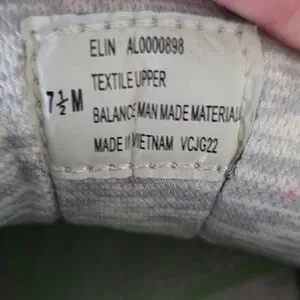 ELIN AL0000898
TEXTILE UPPER
7½M
BALANCE MAN MADE MATERIAL
MADE IN VIETNAM VCJG22